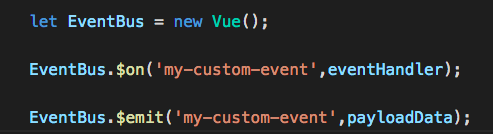 let EventBus = new Vue();
EventBus.$on('my-custom-event',eventHandler);
EventBus.$emit('my-custom-event',payloadData);